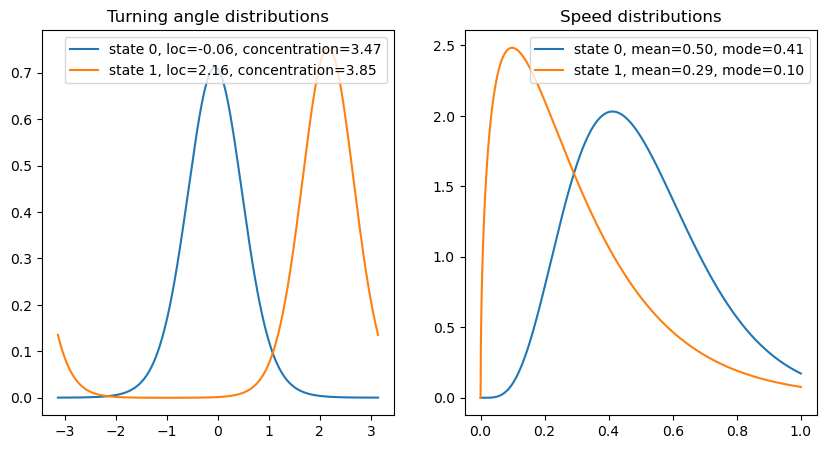 Turning angle distributions
state 0, loc=-0.06, concentration=3.47
state 1, loc=2.16, concentration=3.85
0.7
0.6
0.5
0.4
0.3
0.2
0.1
0.0
−3 −2 −1 0 1 2 3
Speed distributions
state 0, mean=0.50, mode=0.41
state 1, mean=0.29, mode=0.10
2.5
2.0
1.5
1.0
0.5
0.0
0.0 0.2 0.4 0.6 0.8 1.0